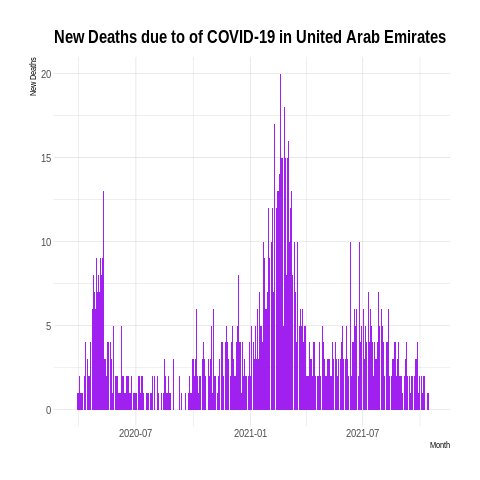 New Deaths due to of COVID-19 in United Arab Emirates
New Deaths
20
15
10
5
0
2020-07
2021-01
2021-07
Month